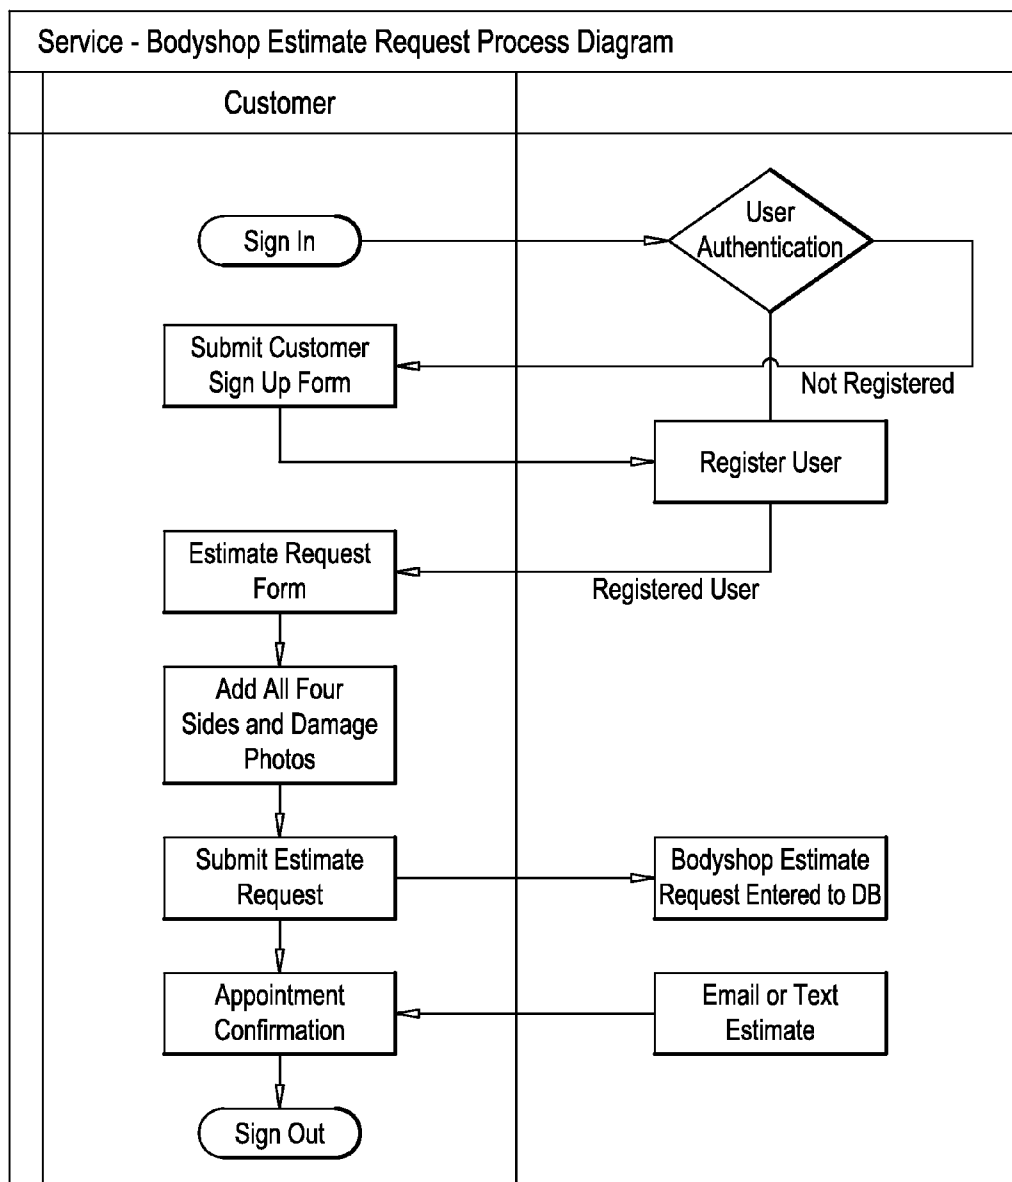 Service - Bodyshop Estimate Request Process Diagram
Customer
Sign In
User
Authentication
Submit Customer
Sign Up Form
Not Registered
Register User
Estimate Request
Form
Registered User
Add All Four
Sides and Damage
Photos
Submit Estimate
Request
Bodyshop Estimate
Request Entered to DB
Appointment
Confirmation
Email or Text
Estimate
Sign Out